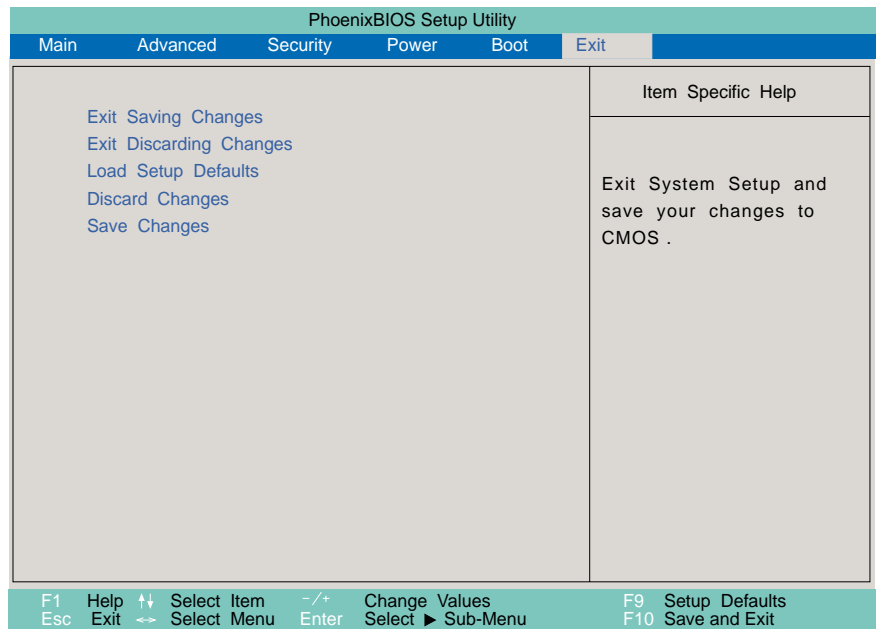 PhoenixBIOS Setup Utility
Main Advanced Security Power Boot Exit
Item Specific Help
Exit Saving Changes
Exit Discarding Changes
Load Setup Defaults
Discard Changes
Save Changes
Exit System Setup and
save your changes to
CMOS .
F1 Help ↑↓ Select Item -/+ Change Values F9 Setup Defaults
Esc Exit ↔ Select Menu Enter Select ▶ Sub-Menu F10 Save and Exit